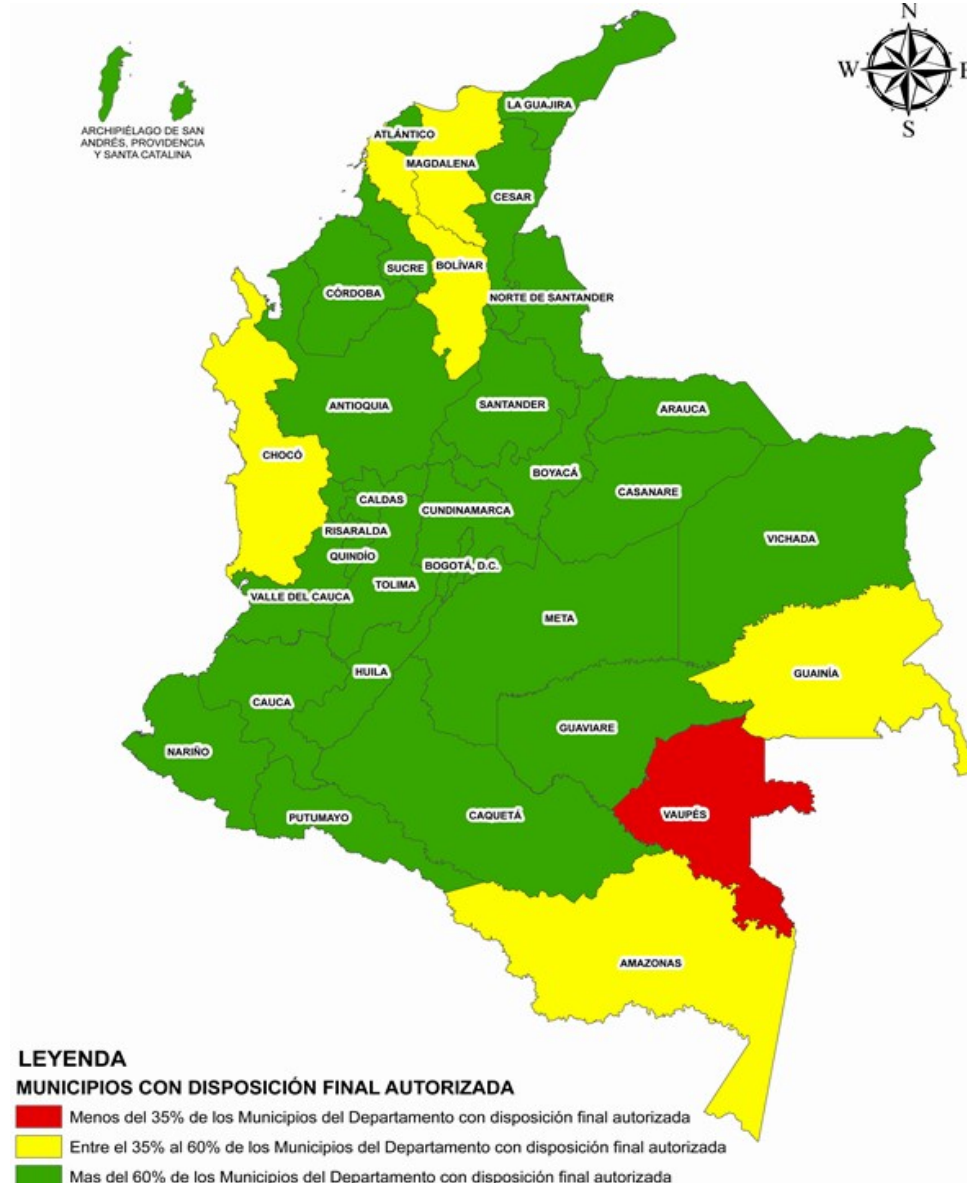 N
W
E
S
ARCHIPIÉLAGO DE SAN
ANDRÉS, PROVIDENCIA
Y SANTA CATALINA
LA GUAJIRA
ATLÁNTICO
MAGDALENA
CESAR
SUCRE
BOLÍVAR
CÓRDOBA
NORTE DE SANTANDER
ANTIOQUIA
SANTANDER
ARAUCA
CHOCÓ
BOYACÁ
CASANARE
CALDAS
CUNDINAMARCA
RISARALDA
VICHADA
QUINDÍO
BOGOTÁ, D.C.
TOLIMA
VALLE DEL CAUCA
META
HUILA
GUAINÍA
CAUCA
GUAVIARE
NARIÑO
VAUPÉS
PUTUMAYO
CAQUETÁ
AMAZONAS
LEYENDA
MUNICIPIOS CON DISPOSICIÓN FINAL AUTORIZADA
Menos del 35% de los Municipios del Departamento con disposición final autorizada
Entre el 35% al 60% de los Municipios del Departamento con disposición final autorizada
Mas del 60% de los Municipios del Departamento con disposición final autorizada